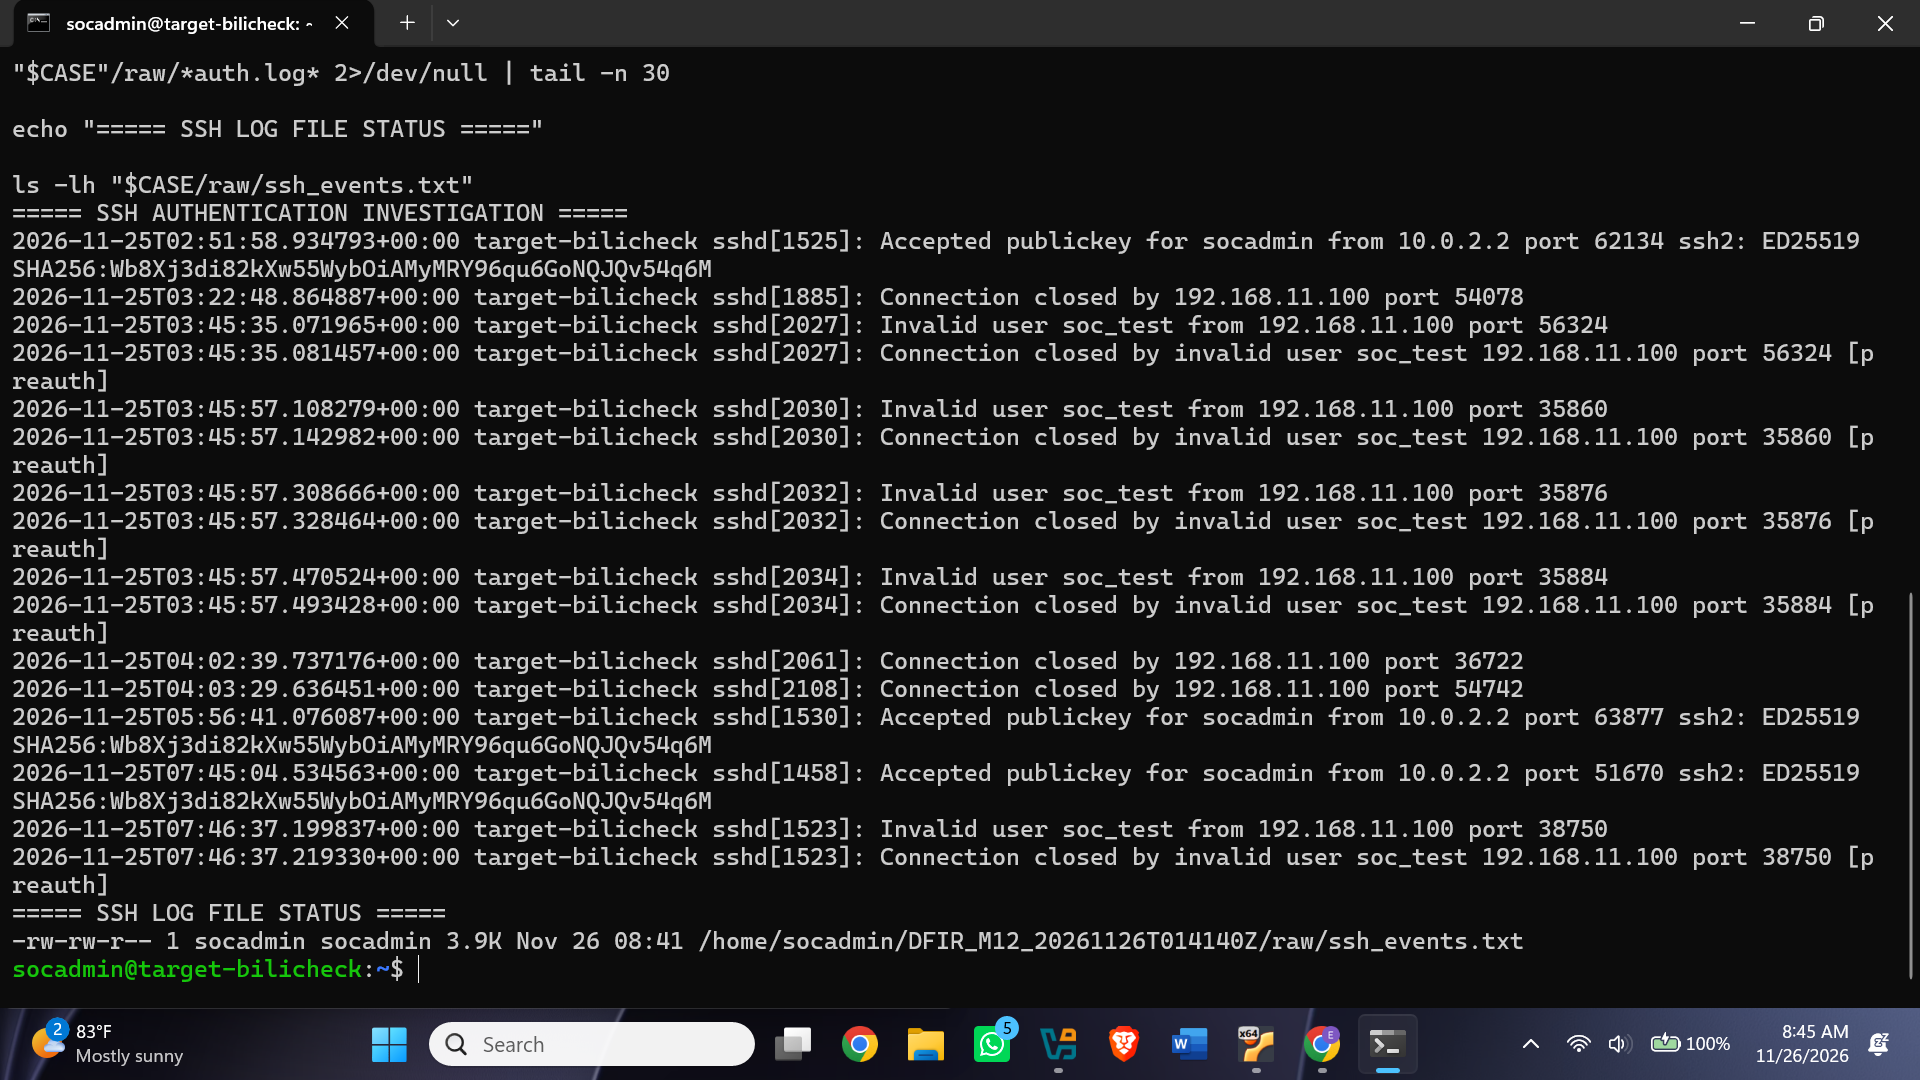 socadmin@target-bilicheck: ~
"$CASE"/raw/*auth.log* 2>/dev/null | tail -n 30
echo "===== SSH LOG FILE STATUS ====="
ls -lh "$CASE/raw/ssh_events.txt"
===== SSH AUTHENTICATION INVESTIGATION =====
2026-11-25T02:51:58.934793+00:00 target-bilicheck sshd[1525]: Accepted publickey for socadmin from 10.0.2.2 port 62134 ssh2: ED25519
SHA256:Wb8Xj3di82kXw55WybOiAMyMRY96qu6GoNQJQv54q6M
2026-11-25T03:22:48.864887+00:00 target-bilicheck sshd[1885]: Connection closed by 192.168.11.100 port 54078
2026-11-25T03:45:35.071965+00:00 target-bilicheck sshd[2027]: Invalid user soc_test from 192.168.11.100 port 56324
2026-11-25T03:45:35.081457+00:00 target-bilicheck sshd[2027]: Connection closed by invalid user soc_test 192.168.11.100 port 56324 [p
reauth]
2026-11-25T03:45:57.108279+00:00 target-bilicheck sshd[2030]: Invalid user soc_test from 192.168.11.100 port 35860
2026-11-25T03:45:57.142982+00:00 target-bilicheck sshd[2030]: Connection closed by invalid user soc_test 192.168.11.100 port 35860 [p
reauth]
2026-11-25T03:45:57.308666+00:00 target-bilicheck sshd[2032]: Invalid user soc_test from 192.168.11.100 port 35876
2026-11-25T03:45:57.328464+00:00 target-bilicheck sshd[2032]: Connection closed by invalid user soc_test 192.168.11.100 port 35876 [p
reauth]
2026-11-25T03:45:57.470524+00:00 target-bilicheck sshd[2034]: Invalid user soc_test from 192.168.11.100 port 35884
2026-11-25T03:45:57.493428+00:00 target-bilicheck sshd[2034]: Connection closed by invalid user soc_test 192.168.11.100 port 35884 [p
reauth]
2026-11-25T04:02:39.737176+00:00 target-bilicheck sshd[2061]: Connection closed by 192.168.11.100 port 36722
2026-11-25T04:03:29.636451+00:00 target-bilicheck sshd[2108]: Connection closed by 192.168.11.100 port 54742
2026-11-25T05:56:41.076087+00:00 target-bilicheck sshd[1530]: Accepted publickey for socadmin from 10.0.2.2 port 63877 ssh2: ED25519
SHA256:Wb8Xj3di82kXw55WybOiAMyMRY96qu6GoNQJQv54q6M
2026-11-25T07:45:04.534563+00:00 target-bilicheck sshd[1458]: Accepted publickey for socadmin from 10.0.2.2 port 51670 ssh2: ED25519
SHA256:Wb8Xj3di82kXw55WybOiAMyMRY96qu6GoNQJQv54q6M
2026-11-25T07:46:37.199837+00:00 target-bilicheck sshd[1523]: Invalid user soc_test from 192.168.11.100 port 38750
2026-11-25T07:46:37.219330+00:00 target-bilicheck sshd[1523]: Connection closed by invalid user soc_test 192.168.11.100 port 38750 [p
reauth]
===== SSH LOG FILE STATUS =====
-rw-rw-r-- 1 socadmin socadmin 3.9K Nov 26 08:41 /home/socadmin/DFIR_M12_20261126T014140Z/raw/ssh_events.txt
socadmin@target-bilicheck:~$
2
83°F
Mostly sunny
Search
5
W
x64
E
100%
8:45 AM
11/26/2026